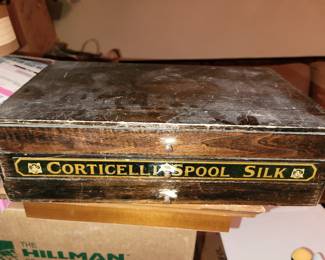 CORTICELLI SPOOL SILK
THE
HILLMAN